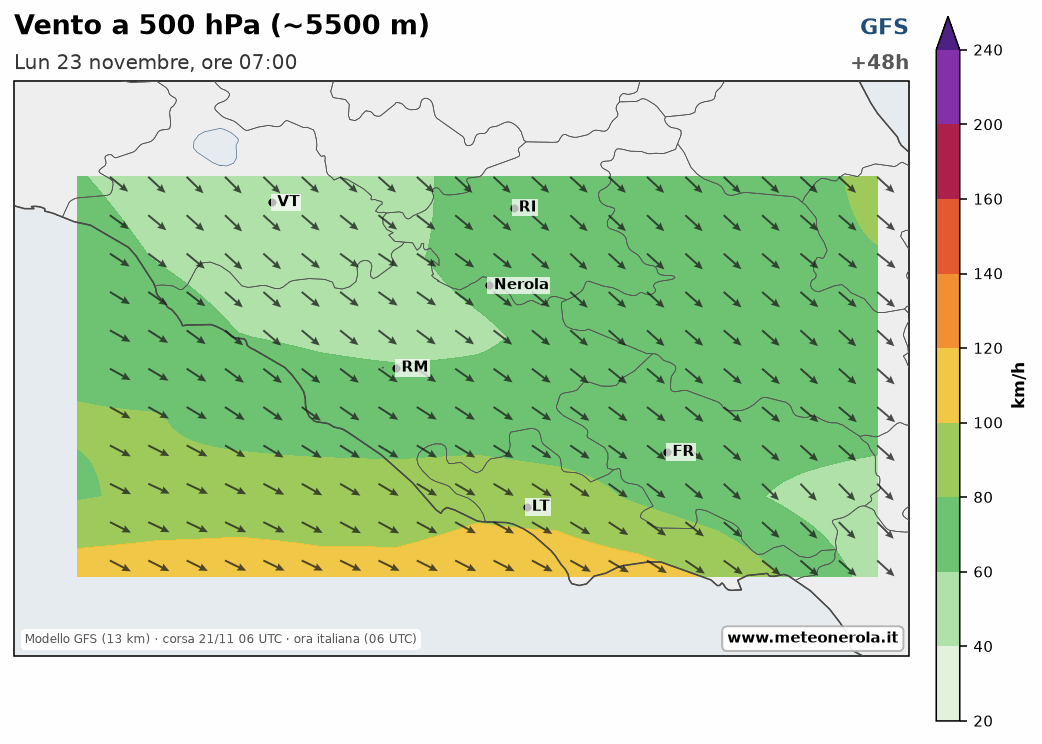 Vento a 500 hPa (~5500 m)
GFS
Lun 23 novembre, ore 07:00
+48h
VT
RI
Nerola
RM
FR
LT
Modello GFS (13 km) · corsa 21/11 06 UTC · ora italiana (06 UTC)
www.meteonerola.it
240
200
160
140
120
100
80
60
40
20
km/h